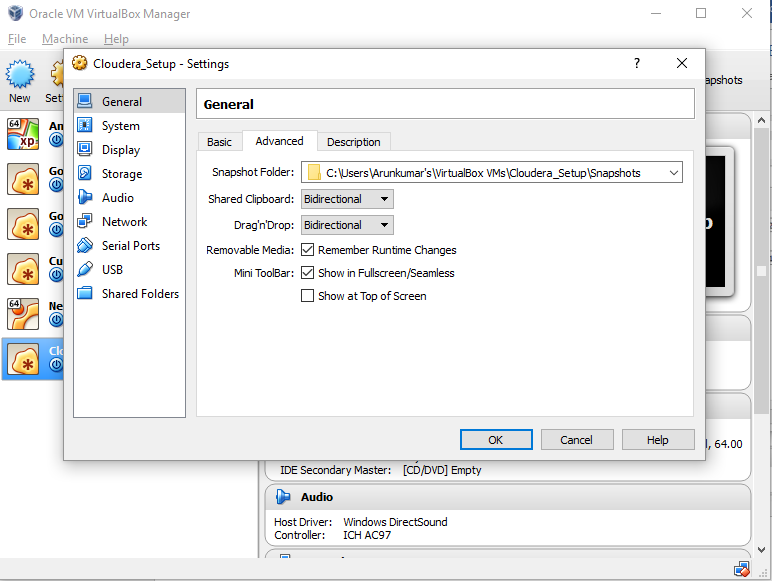 Oracle VM VirtualBox Manager
File Machine Help
New
Cloudera_Setup - Settings
?
General
System
Display
Storage
Audio
Network
Serial Ports
USB
Shared Folders
General
Basic Advanced Description
Snapshot Folder: C:\Users\Arunkumar's\VirtualBox VMs\Cloudera_Setup\Snapshots
Shared Clipboard: Bidirectional
Drag'n'Drop: Bidirectional
Removable Media: Remember Runtime Changes
Mini ToolBar: Show in Fullscreen/Seamless
Show at Top of Screen
OK Cancel Help
64
xp
64
64.00
IDE Secondary Master: [CD/DVD] Empty
Audio
Host Driver: Windows DirectSound
Controller: ICH AC97